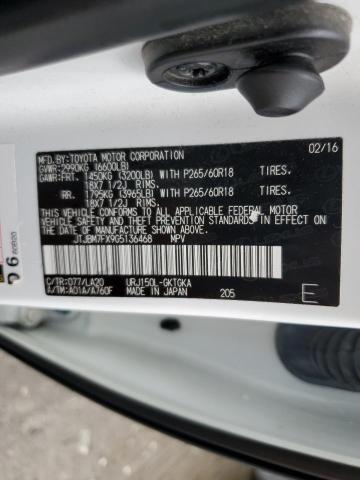 MFD.BY:TOYOTA MOTOR CORPORATION 02/16
GVWR:2990KG (6600LB)
GAWR:FRT. 1450KG (3200LB) WITH P265/60R18 TIRES.
18X7 1/2J RIMS.
RR. 1795KG (3965LB) WITH P265/60R18 TIRES.
18X7 1/2J RIMS.
THIS VEHICLE CONFORMS TO ALL APPLICABLE FEDERAL MOTOR
VEHICLE SAFETY, BUMPER, AND THEFT PREVENTION STANDARDS IN
EFFECT ON THE DATE OF MANUFACTURE SHOWN ABOVE.
JTJBM7FX9G5136468 MPV
C/TR:077/LA20 URJ150L-GKTGKA
A/TM:A01A/A760F MADE IN JAPAN 205 E